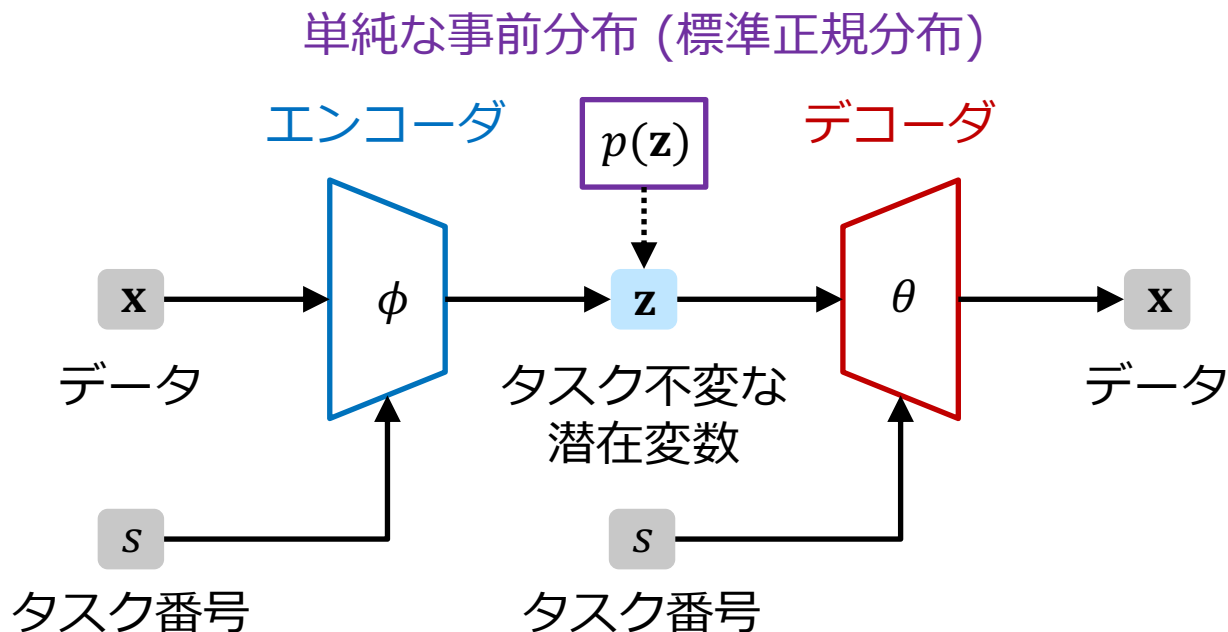 単純な事前分布 (標準正規分布)
エンコーダ
p(z)
デコーダ
x
ϕ
z
θ
x
データ
タスク不変な
潜在変数
データ
s
s
タスク番号
タスク番号